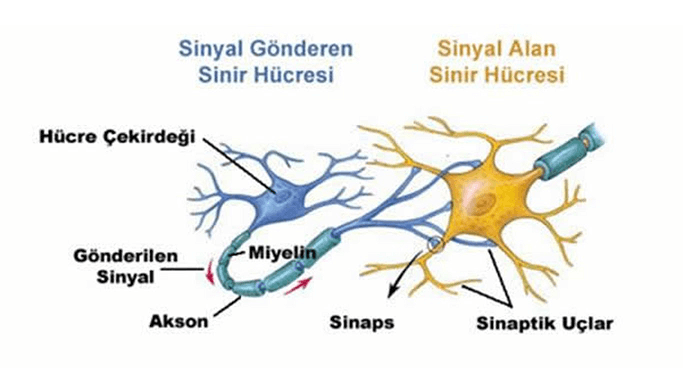 Sinyal Gönderen
Sinir Hücresi
Sinyal Alan
Sinir Hücresi
Hücre Çekirdeği
Gönderilen
Sinyal
Miyelin
Akson
Sinaps
Sinaptik Uçlar